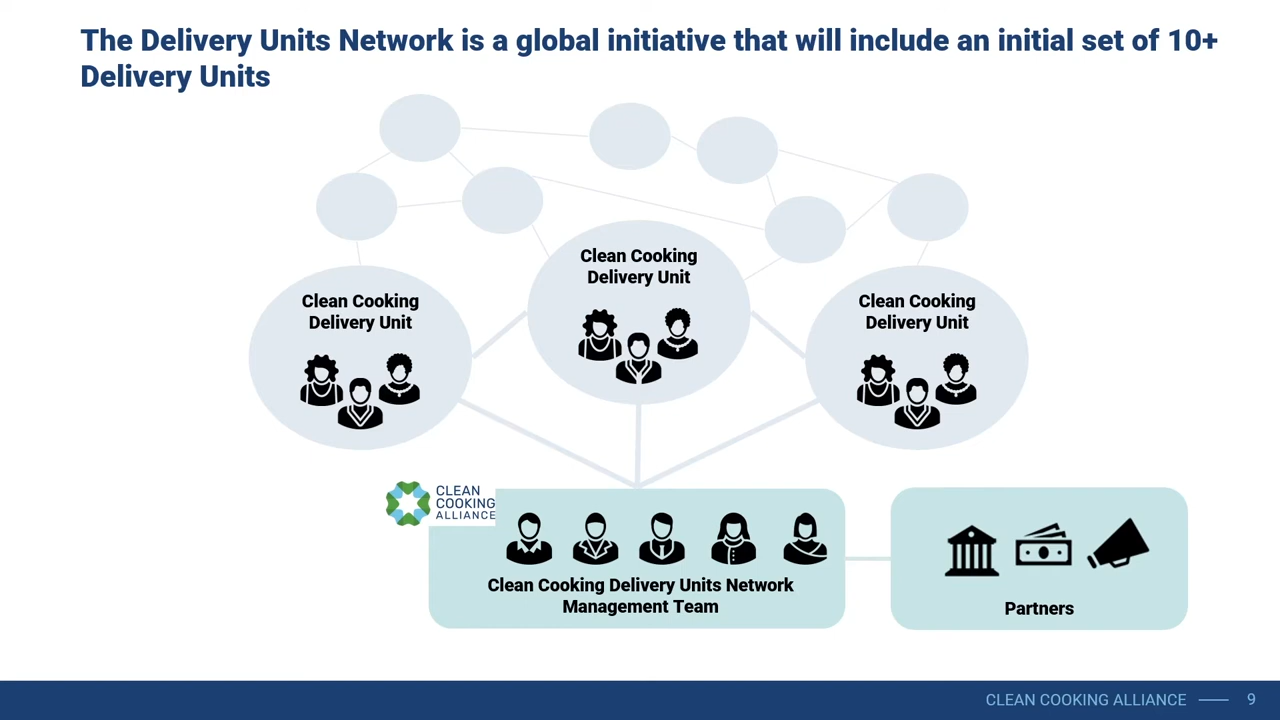 The Delivery Units Network is a global initiative that will include an initial set of 10+
Delivery Units
Clean Cooking
Delivery Unit
Clean Cooking
Delivery Unit
Clean Cooking
Delivery Unit
CLEAN
COOKING
ALLIANCE
Clean Cooking Delivery Units Network
Management Team
Partners
CLEAN COOKING ALLIANCE
9